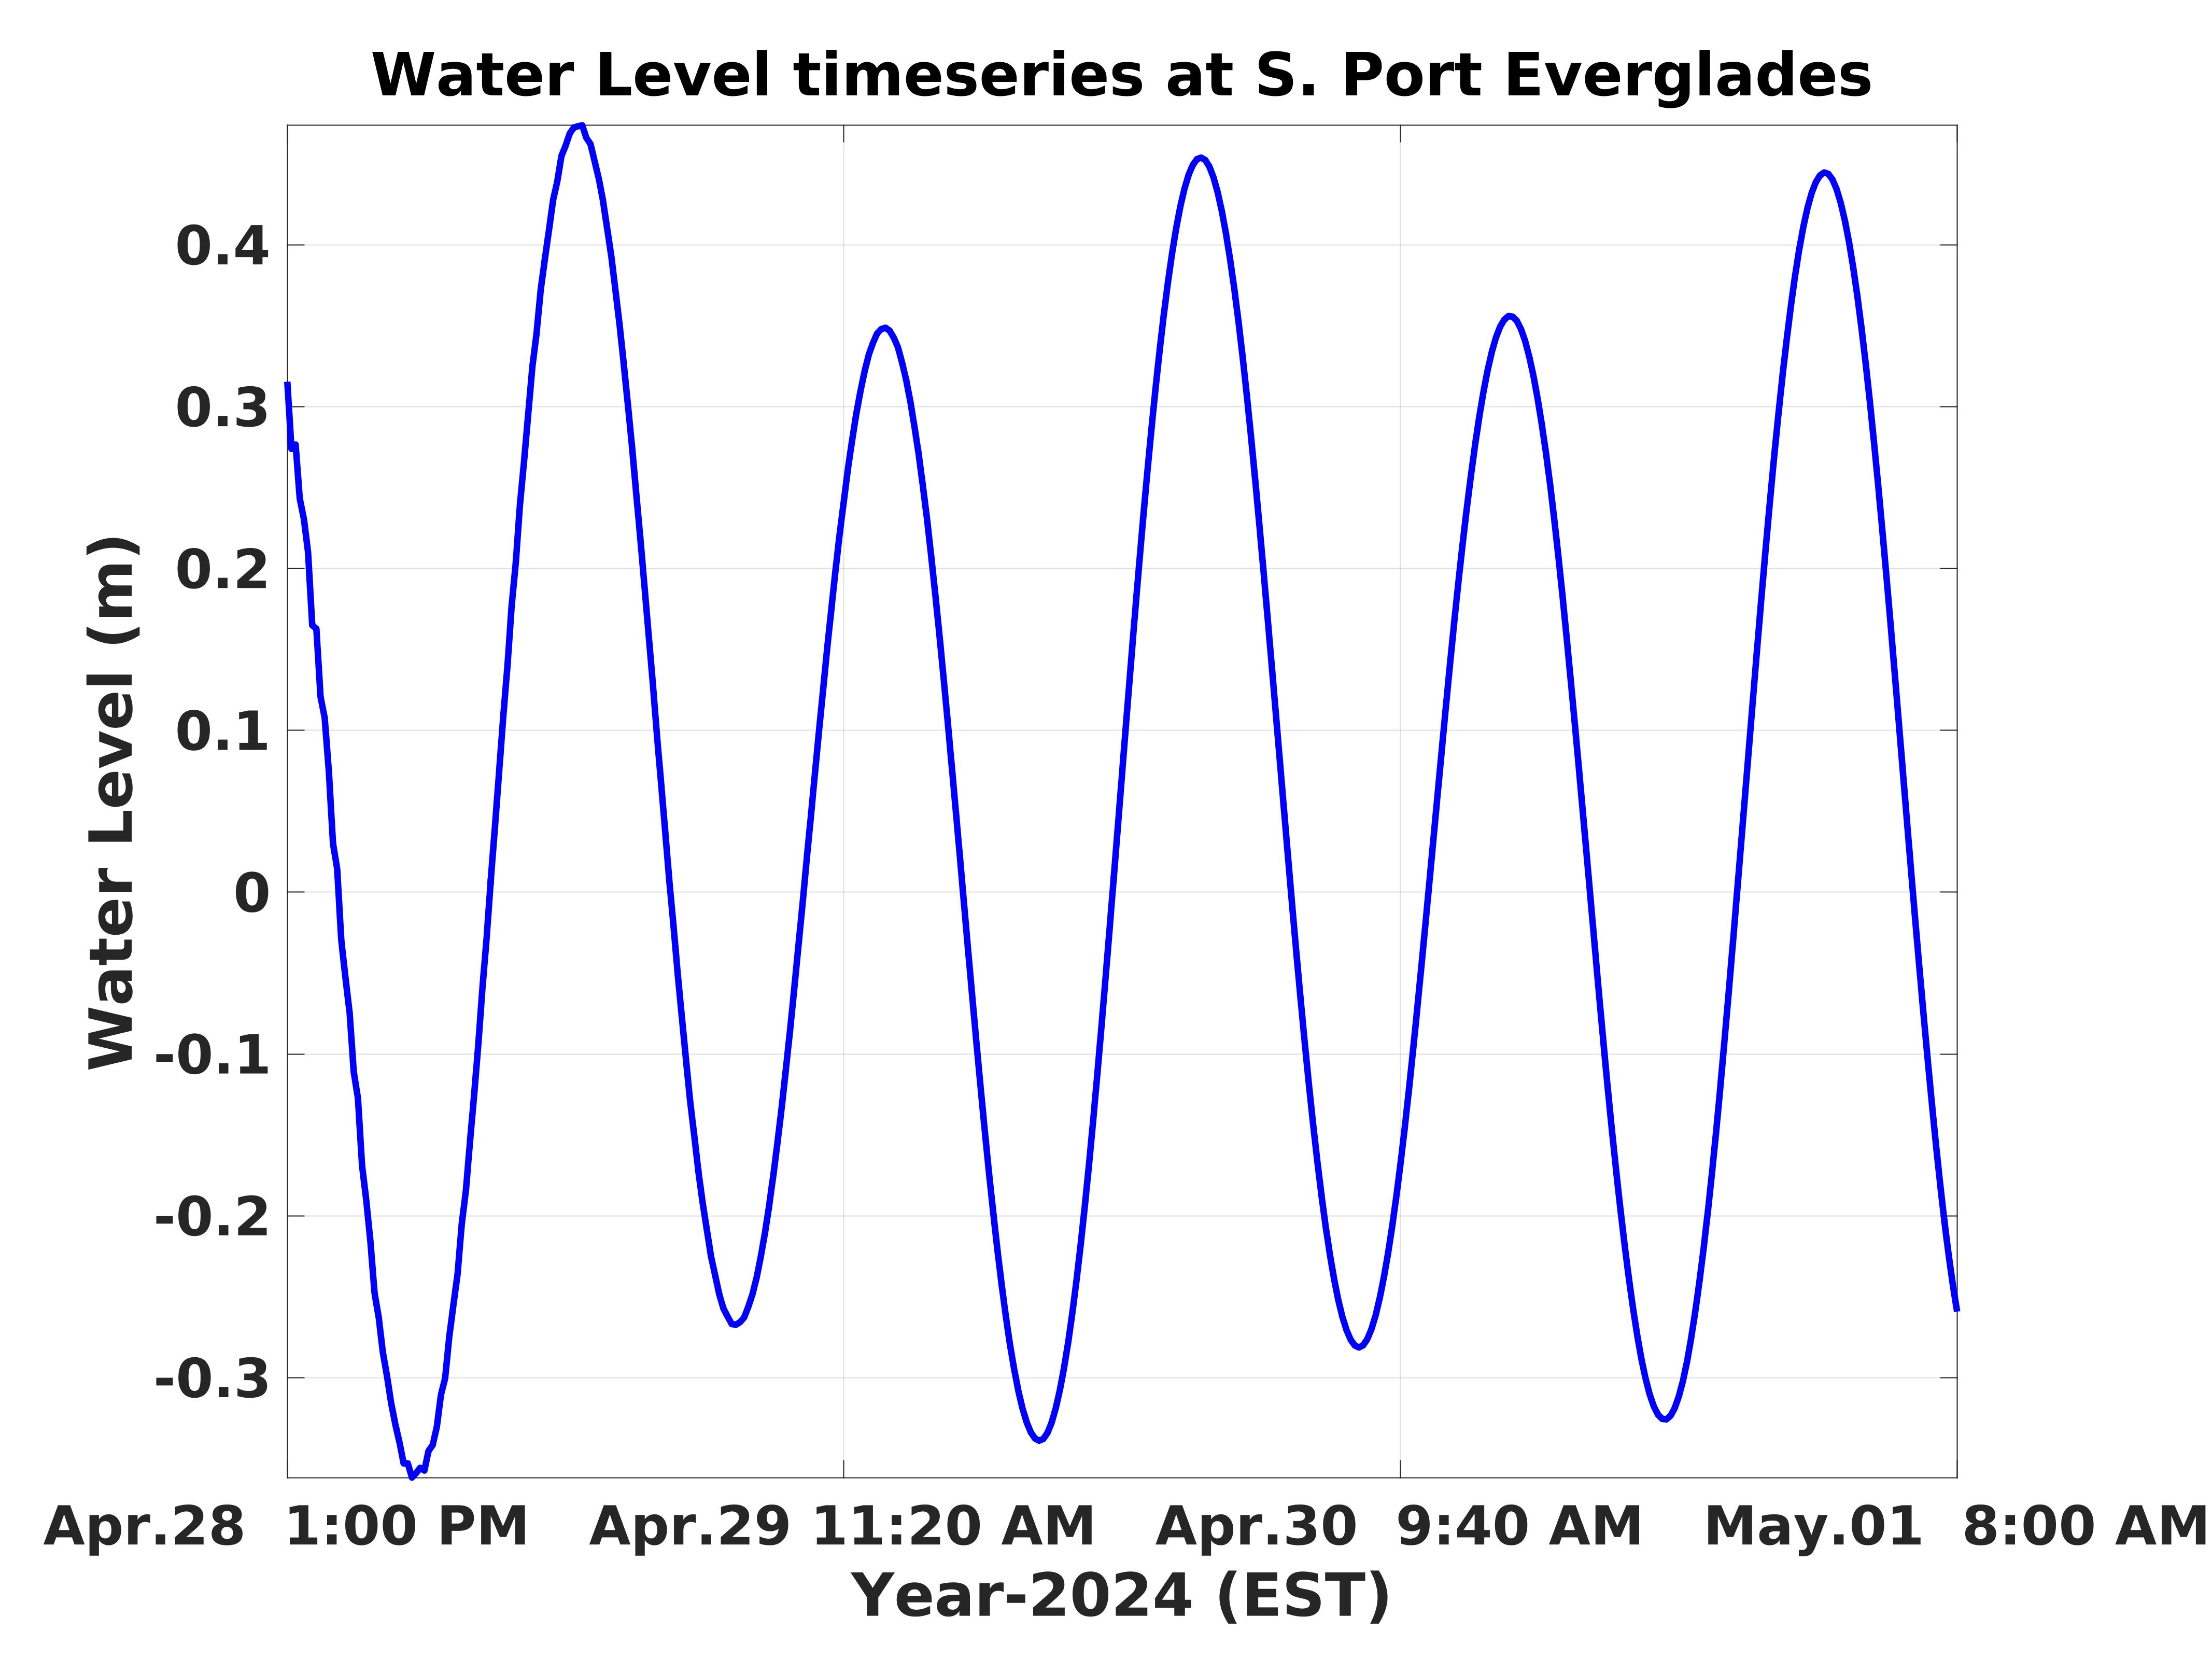 Water Level timeseries at S. Port Everglades
0.4
0.3
0.2
0.1
0
-0.1
-0.2
-0.3
Water Level (m)
Apr.28 1:00 PM Apr.29 11:20 AM Apr.30 9:40 AM May.01 8:00 AM
Year-2024 (EST)